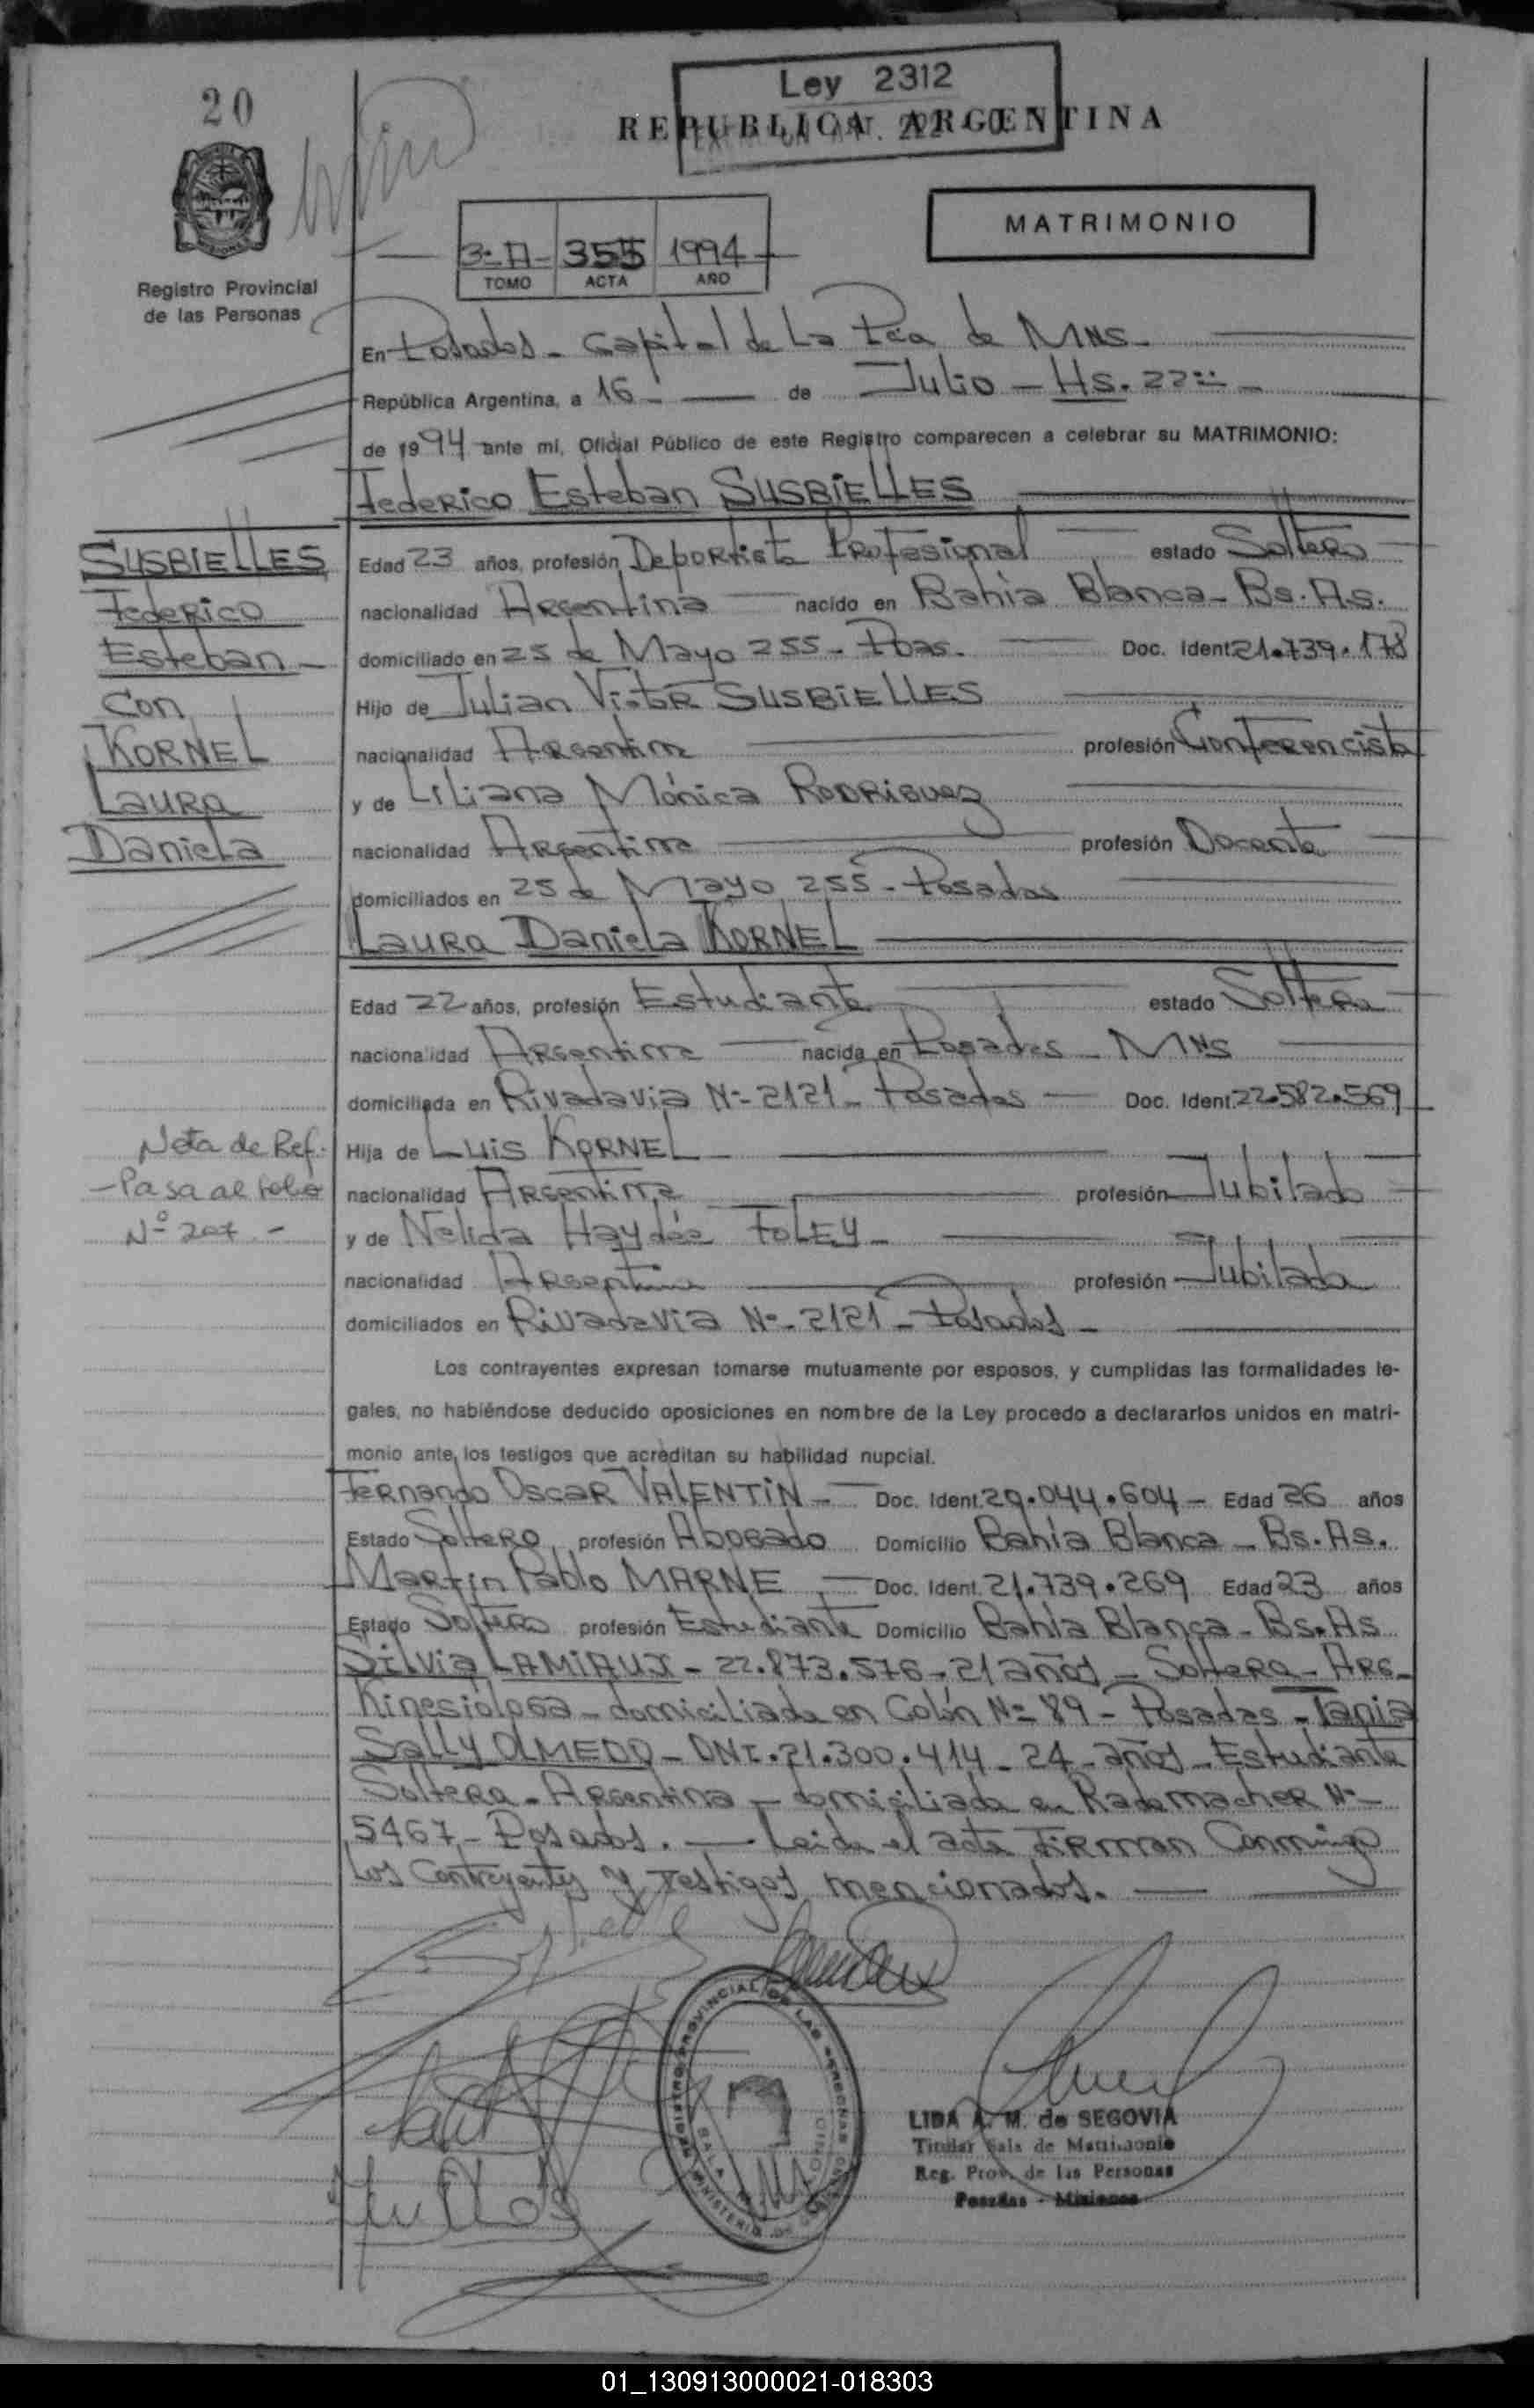 20
Ley 2312
REPUBLICA ARGENTINA
MATRIMONIO
3-A- 355 1994
TOMO ACTA AÑO
Registro Provincial
de las Personas
En Posadas - Capital de La Pcia de MNS.
República Argentina, a 16 - de Julio - Hs. 22
de 1994 ante mi, Oficial Público de este Registro comparecen a celebrar su MATRIMONIO:
Federico Esteban SUSBIELLES
SUSBIELLES
Federico
Esteban -
Con
KORNEL
Laura
Daniela
Edad 23 años, profesión Deportista Profesional estado Soltero
nacionalidad Argentina nacido en Bahia Blanca - Bs. As.
domiciliado en 25 de Mayo 255 - Pdas. Doc. Ident 21.739.178
Hijo de Julian Victor SUSBIELLES
nacionalidad Argentina profesión Conferencista
y de Liliana Mónica RODRIGUEZ
nacionalidad Argentina profesión Docente
domiciliados en 25 de Mayo 255 - Posadas
Laura Daniela KORNEL
Edad 22 años, profesión Estudiante estado Soltera
nacionalidad Argentina nacida en Posadas - MNS
domiciliada en Rivadavia Nº 2121 - Posadas Doc. Ident. 22.582.569
Nota de Ref.
- Pasa al folio
Nº 207 -
Hija de Luis KORNEL
nacionalidad Argentina profesión Jubilado
y de Nelida Haydée FOLEY -
nacionalidad Argentina profesión Jubilada
domiciliados en Rivadavia Nº - 2121 - Posadas -
Los contrayentes expresan tomarse mutuamente por esposos, y cumplidas las formalidades le-
gales, no habiéndose deducido oposiciones en nombre de la Ley procedo a declararlos unidos en matri-
monio ante los testigos que acreditan su habilidad nupcial.
Fernando Oscar VALENTIN - Doc. Ident. 20.044.604 - Edad 26 años
Estado Soltero profesión Abogado Domicilio Bahia Blanca - Bs. As.
Martin Pablo MARNE - Doc. Ident. 21.739.269 Edad 23 años
Estado Soltero profesión Estudiante Domicilio Bahía Blanca - Bs. As
Silvia LAMIAUX - 22.873.576 - 21 años - Soltera - Arg -
Kinesiologa - domiciliada en Colón Nº 89 - Posadas - Tania
Sally OLMEDO - DNI. 21.300.414 - 24 - años - Estudiante
Soltera - Argentina - domiciliada en Rademacher Nº -
5467 - Posados. - Leida el acta Firman Conmigo
Los Contrayentes y Testigos mencionados.
LIDA A. M. de SEGOVIA
Titular Sala de Matrimonio
Reg. Prov. de las Personas
Posadas - Misiones
01_130913000021-018303